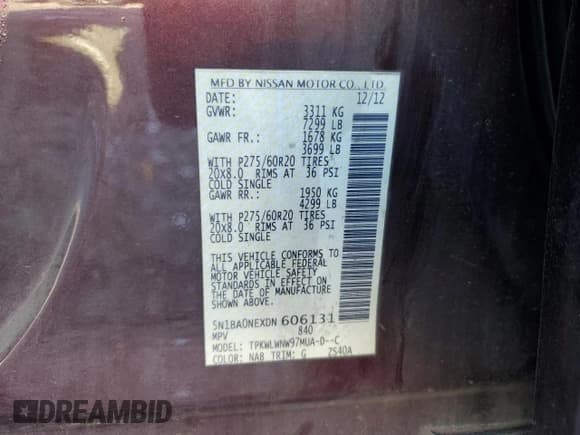 MFD BY NISSAN MOTOR CO., LTD.
DATE: 12/12
GVWR: 3311 KG
7299 LB
GAWR FR.: 1678 KG
3699 LB
WITH P275/60R20 TIRES
20X8.0 RIMS AT 36 PSI
COLD SINGLE
GAWR RR.: 1950 KG
4299 LB
WITH P275/60R20 TIRES
20X8.0 RIMS AT 36 PSI
COLD SINGLE
THIS VEHICLE CONFORMS TO
ALL APPLICABLE FEDERAL
MOTOR VEHICLE SAFETY
STANDARDS IN EFFECT ON
THE DATE OF MANUFACTURE
SHOWN ABOVE.
5N1BA0NEXDN 606131
MPV 840
MODEL: TPKWLWNW97MUA-D--C
COLOR: NAB TRIM: G ZS40A
DREAMBID